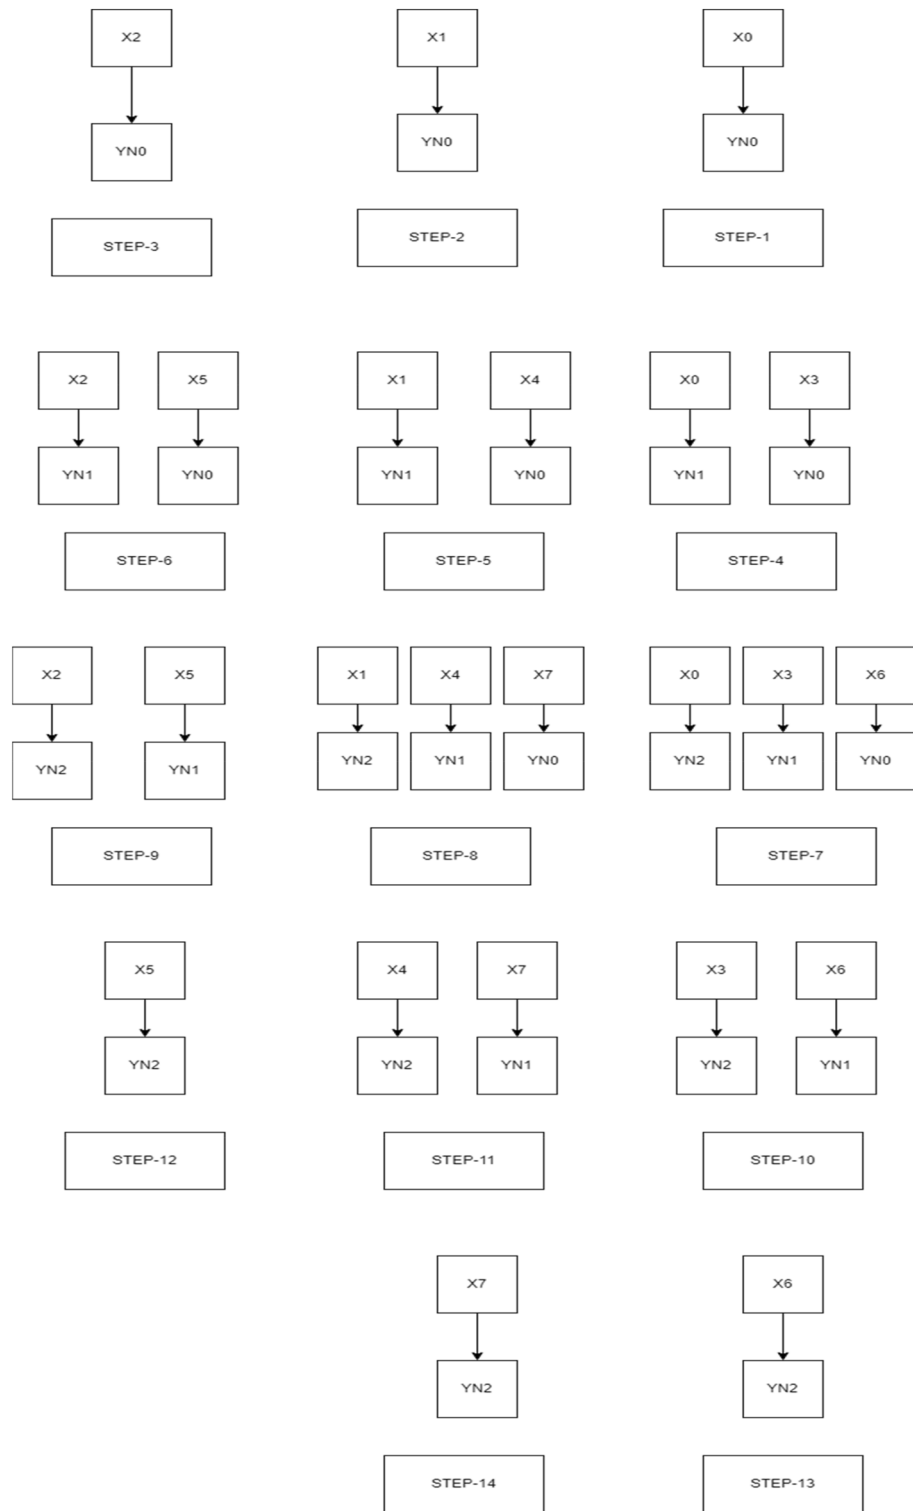 X2
X1
X0
YN0
YN0
YN0
STEP-3
STEP-2
STEP-1
X2
X5
X1
X4
X0
X3
YN1
YN0
YN1
YN0
YN1
YN0
STEP-6
STEP-5
STEP-4
X2
X5
X1
X4
X7
X0
X3
X6
YN2
YN1
YN2
YN1
YN0
YN2
YN1
YN0
STEP-9
STEP-8
STEP-7
X5
X4
X7
X3
X6
YN2
YN2
YN1
YN2
YN1
STEP-12
STEP-11
STEP-10
X7
X6
YN2
YN2
STEP-14
STEP-13